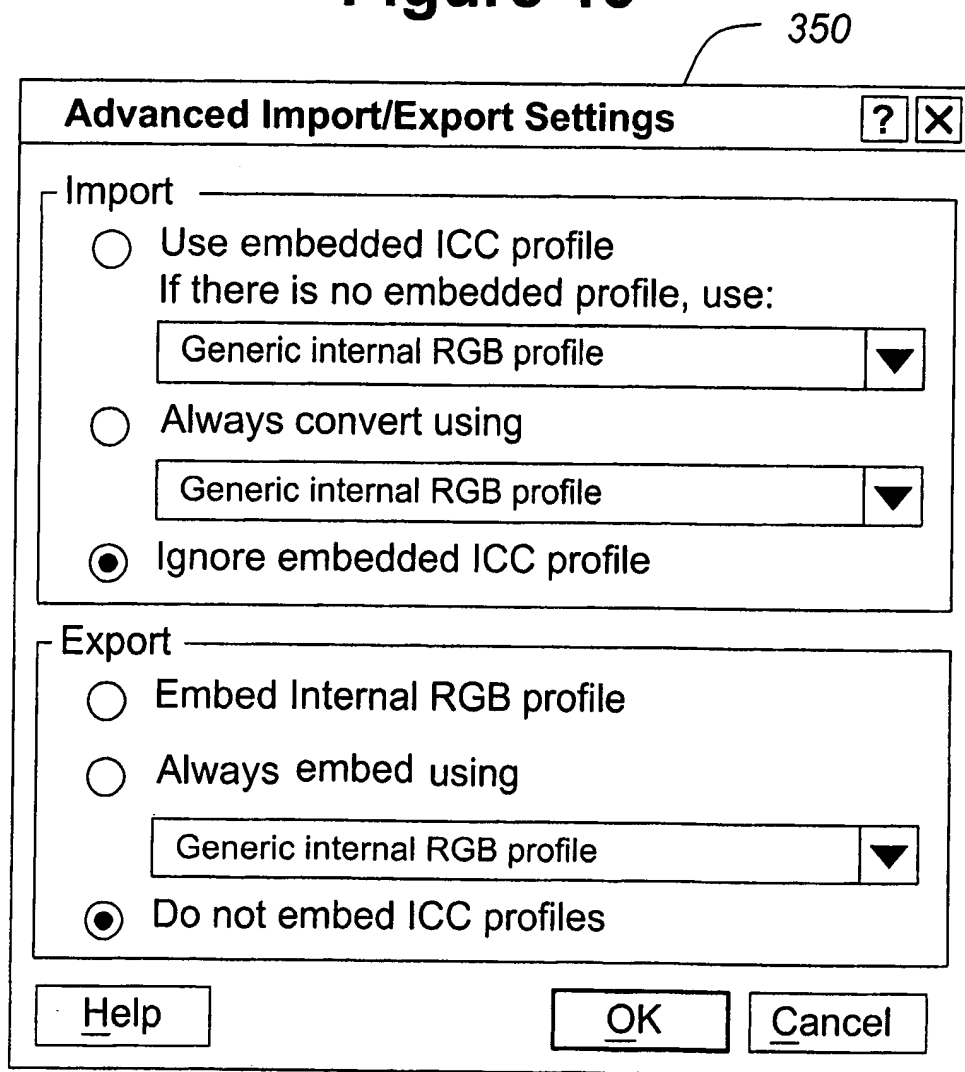 350
Advanced Import/Export Settings ? X
Import
Use embedded ICC profile
If there is no embedded profile, use:
Generic internal RGB profile
Always convert using
Generic internal RGB profile
Ignore embedded ICC profile
Export
Embed Internal RGB profile
Always embed using
Generic internal RGB profile
Do not embed ICC profiles
Help OK Cancel